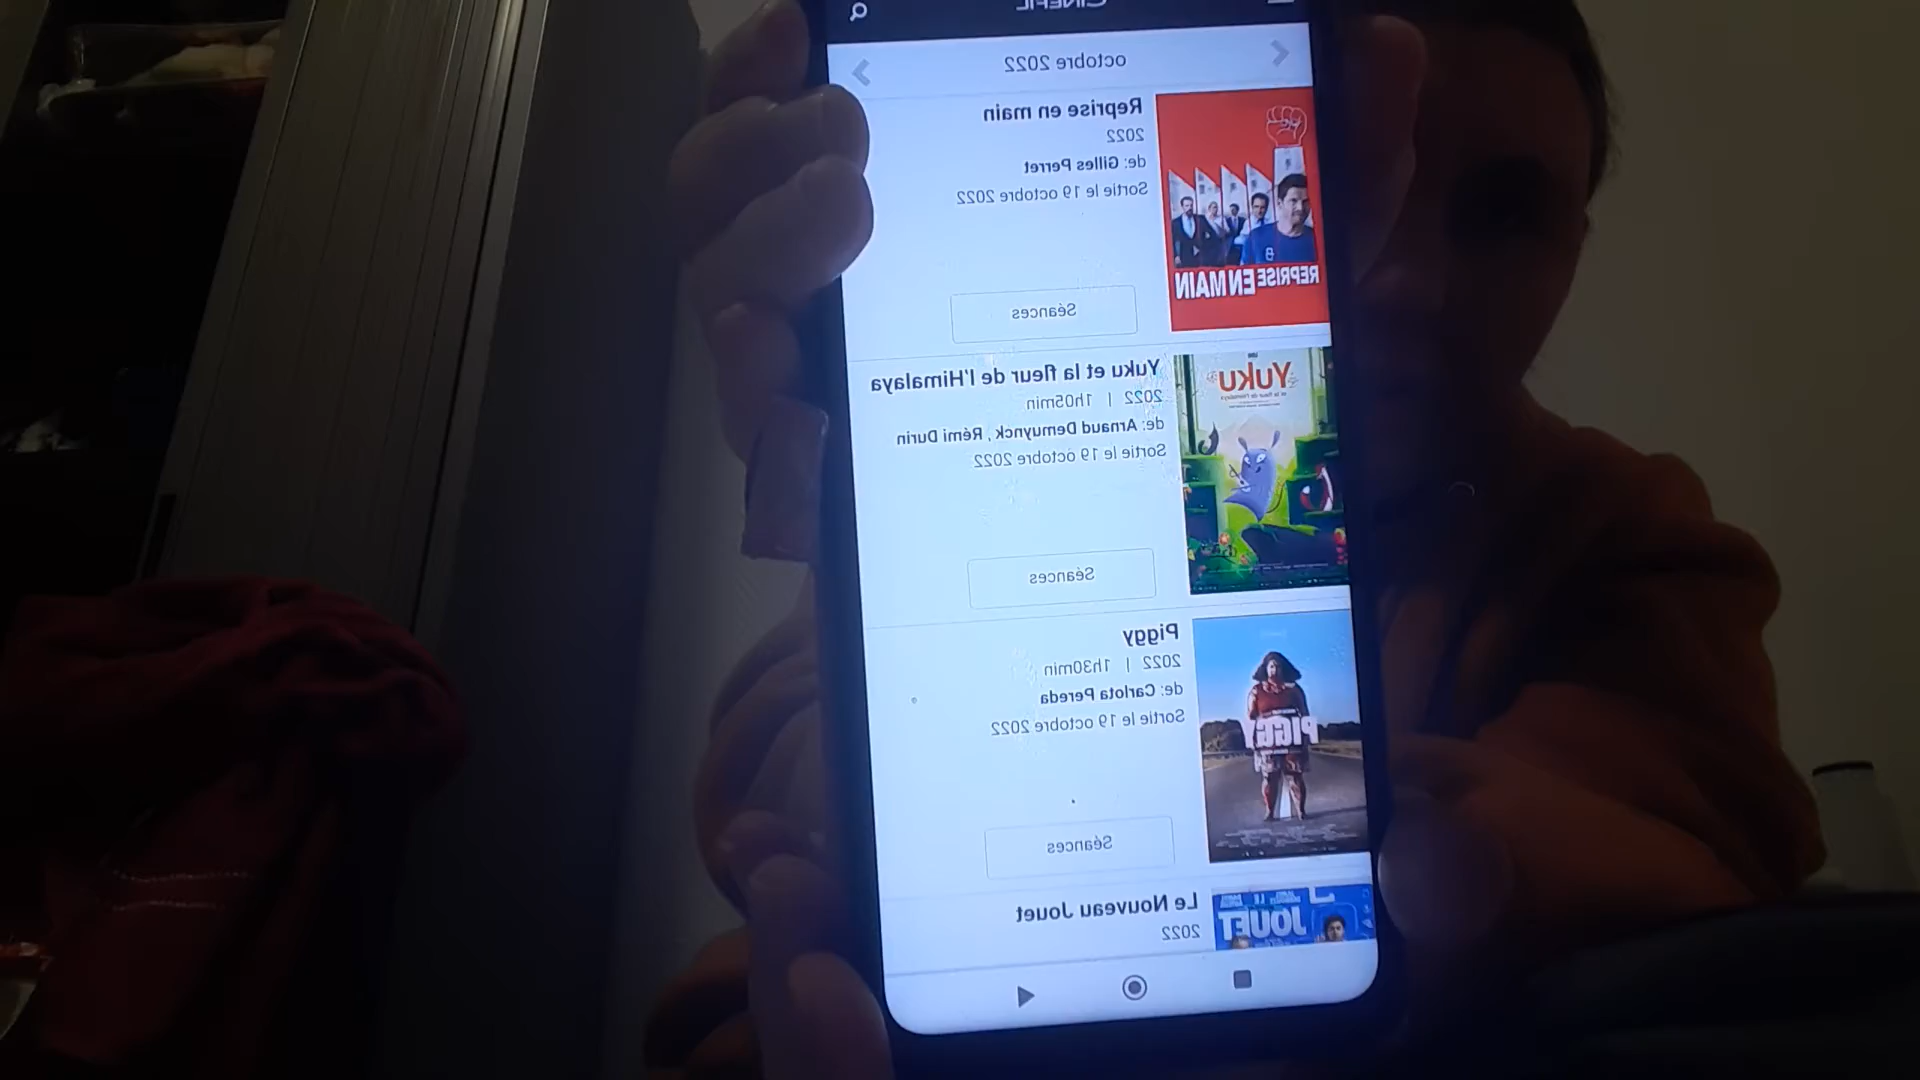 CINEFIL
octobre 2022
Reprise en main
2022
de: Gilles Perret
Sortie le 19 octobre 2022
Séances
REPRISE EN MAIN
Yuku et la fleur de l'Himalaya
2022 | 1h05min
de: Arnaud Demuynck , Rémi Durin
Sortie le 19 octobre 2022
Séances
Yuku
Piggy
2022 | 1h30min
de: Carlota Pereda
Sortie le 19 octobre 2022
Séances
PIGGY
Le Nouveau Jouet
2022
JOUET